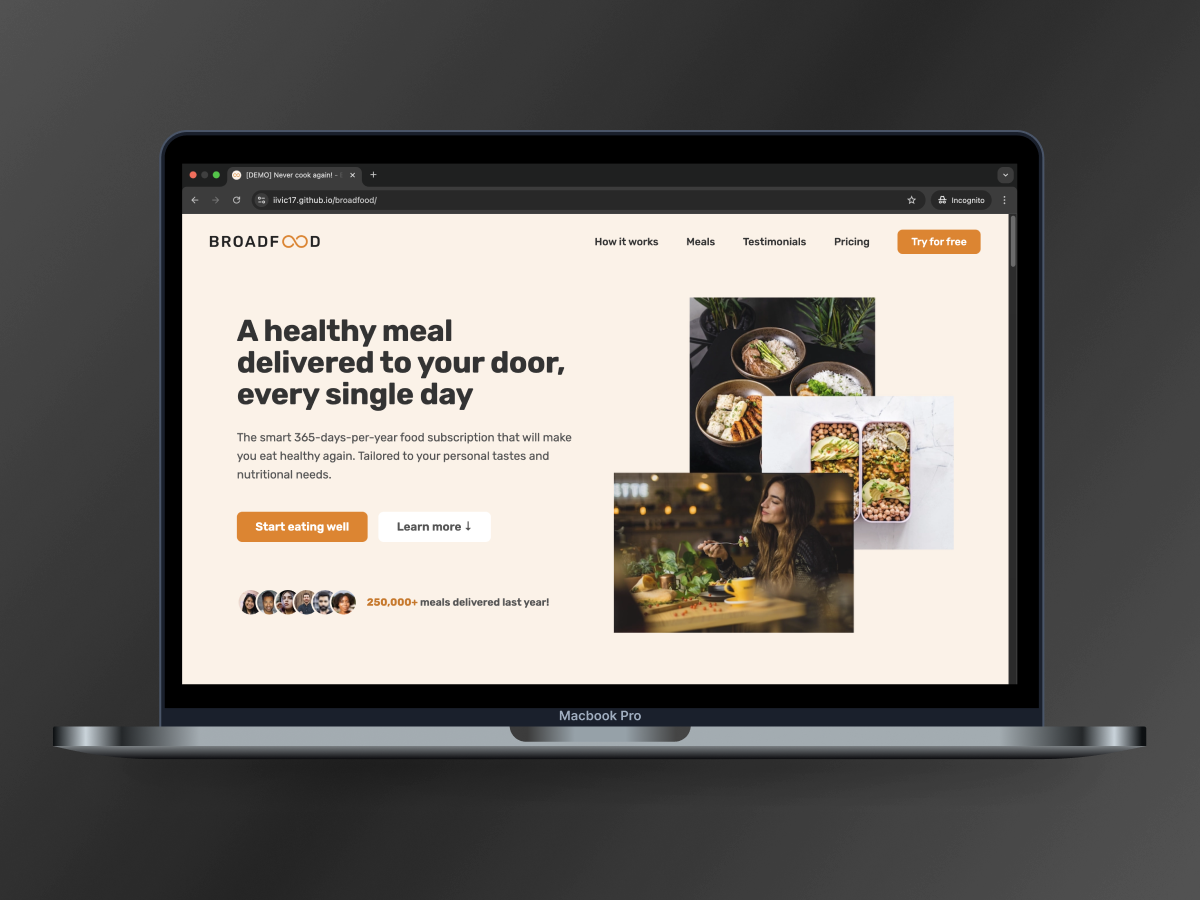 [DEMO] Never cook again! -
iivic17.github.io/broadfood/
Incognito
BROADFOOD
How it works
Meals
Testimonials
Pricing
Try for free
A healthy meal
delivered to your door,
every single day
The smart 365-days-per-year food subscription that will make
you eat healthy again. Tailored to your personal tastes and
nutritional needs.
Start eating well
Learn more ↓
250,000+ meals delivered last year!
Macbook Pro